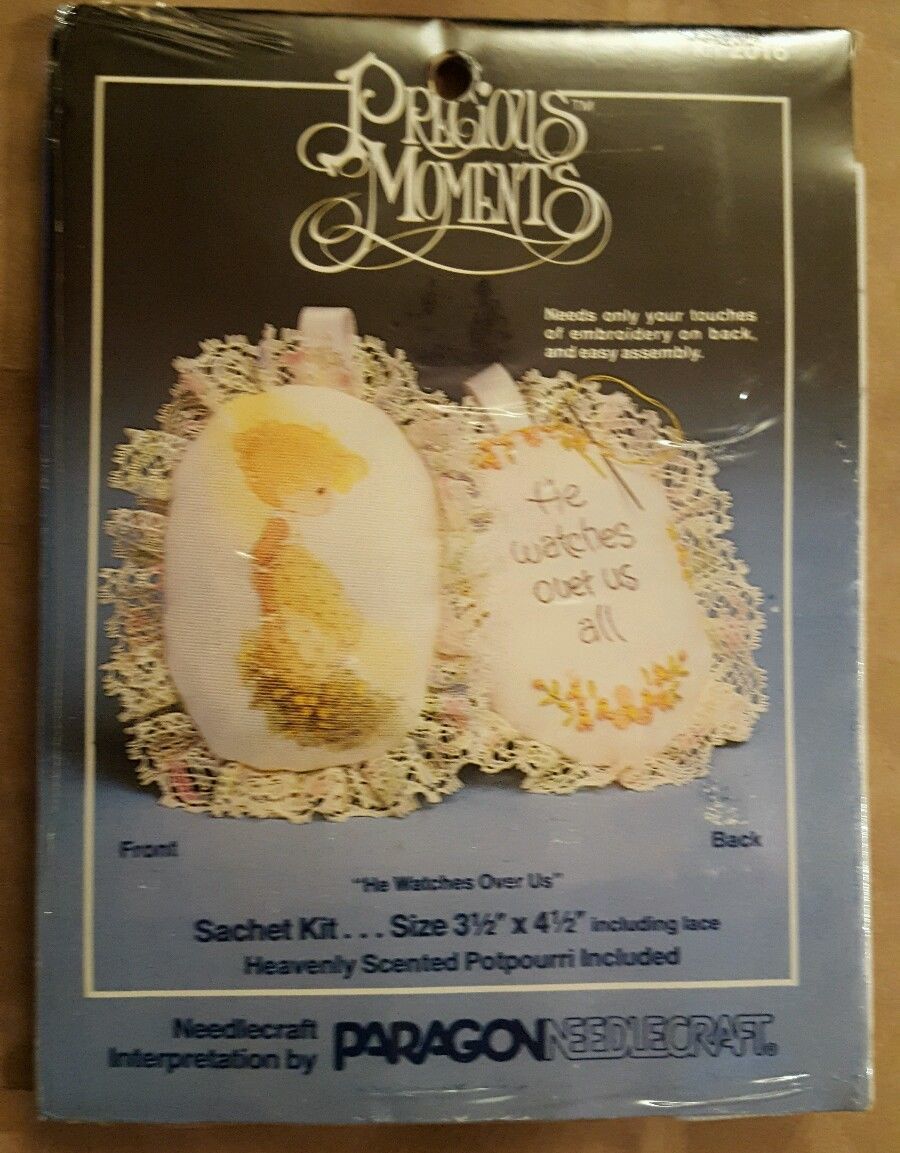 PRECIOUS™
MOMENTS
Needs only your touches
of embroidery on back,
and easy assembly.
He
watches
over us
all
Front
Back
"He Watches Over Us"
Sachet Kit . . . Size 3½" x 4½" including lace
Heavenly Scented Potpourri Included
Needlecraft
Interpretation by
PARAGON NEEDLECRAFT®